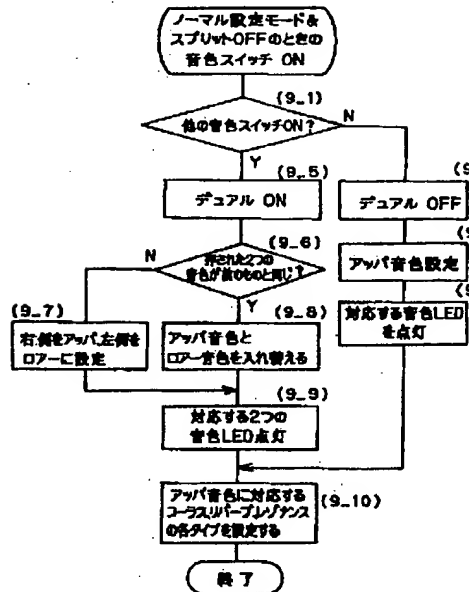 ノーマル設定モード&
スプリットOFFのときの
音色スイッチ ON
(9_1)
他の音色スイッチON?
N
Y
(9_5)
(9
デュアル ON
デュアル OFF
(9_6)
(9
押された2つの
音色が前のものと同じ?
アッパ音色設定
N
Y
(9
(9_7)
(9_8)
対応する音色LED
を点灯
右側をアッパ、左側を
ロアーに設定
アッパ音色と
ロアー音色を入れ替える
(9_9)
対応する2つの
音色LED点灯
アッパ音色に対応する
コーラス,リバーブ,レゾナンス
の各タイプを設定する
(9_10)
終了